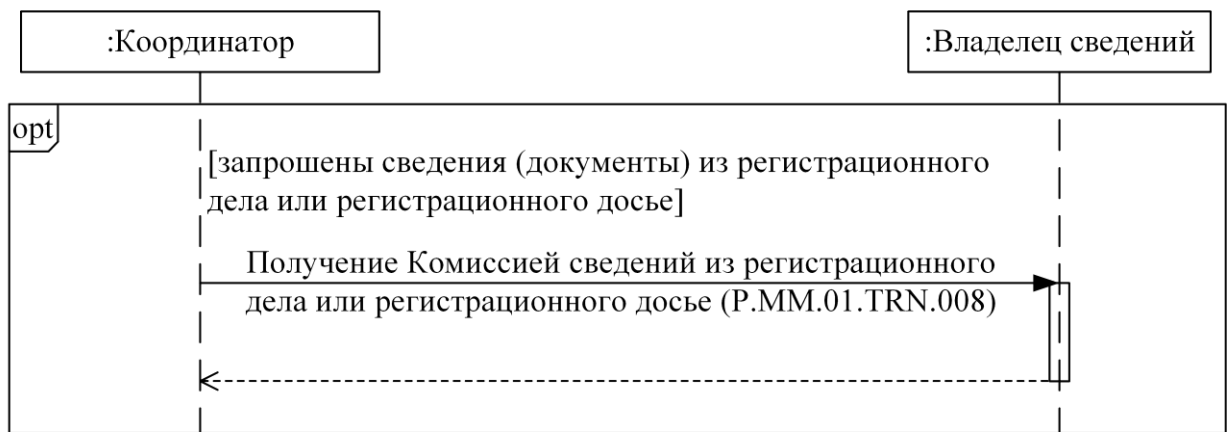 :Координатор
:Владелец сведений
opt
[запрошены сведения (документы) из регистрационного
дела или регистрационного досье]
Получение Комиссией сведений из регистрационного
дела или регистрационного досье (P.MM.01.TRN.008)